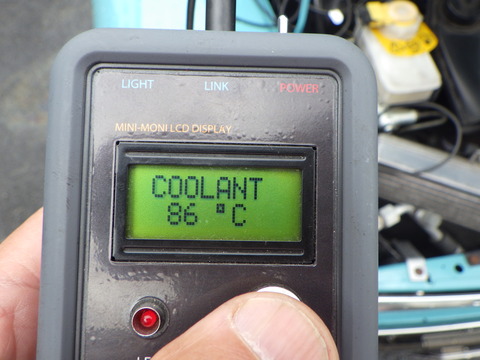 LIGHT LINK POWER
MINI-MONI LCD DISPLAY
COOLANT
86 °C